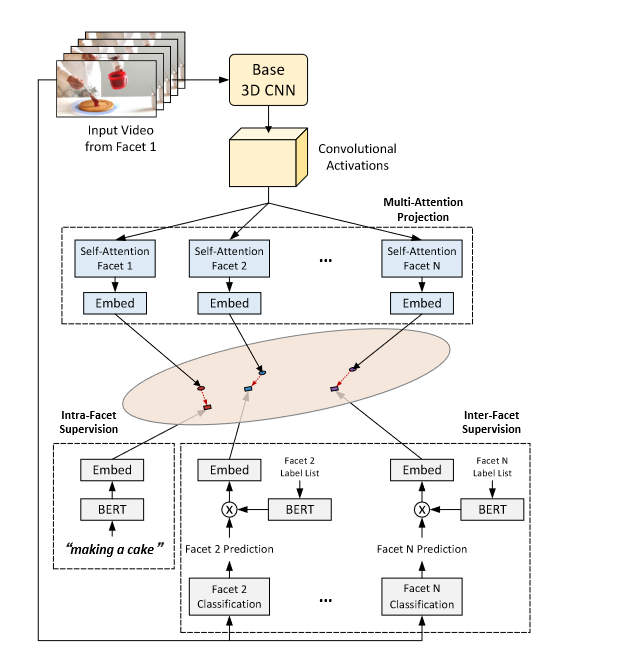 Base
3D CNN
Input Video
from Facet 1
Convolutional
Activations
Multi-Attention
Projection
Self-Attention
Facet 1
Self-Attention
Facet 2
...
Self-Attention
Facet N
Embed
Embed
Embed
Intra-Facet
Supervision
Inter-Facet
Supervision
Embed
BERT
“making a cake”
Embed
Facet 2
Label List
X
BERT
Facet 2 Prediction
Facet 2
Classification
...
Embed
Facet N
Label List
X
BERT
Facet N Prediction
Facet N
Classification